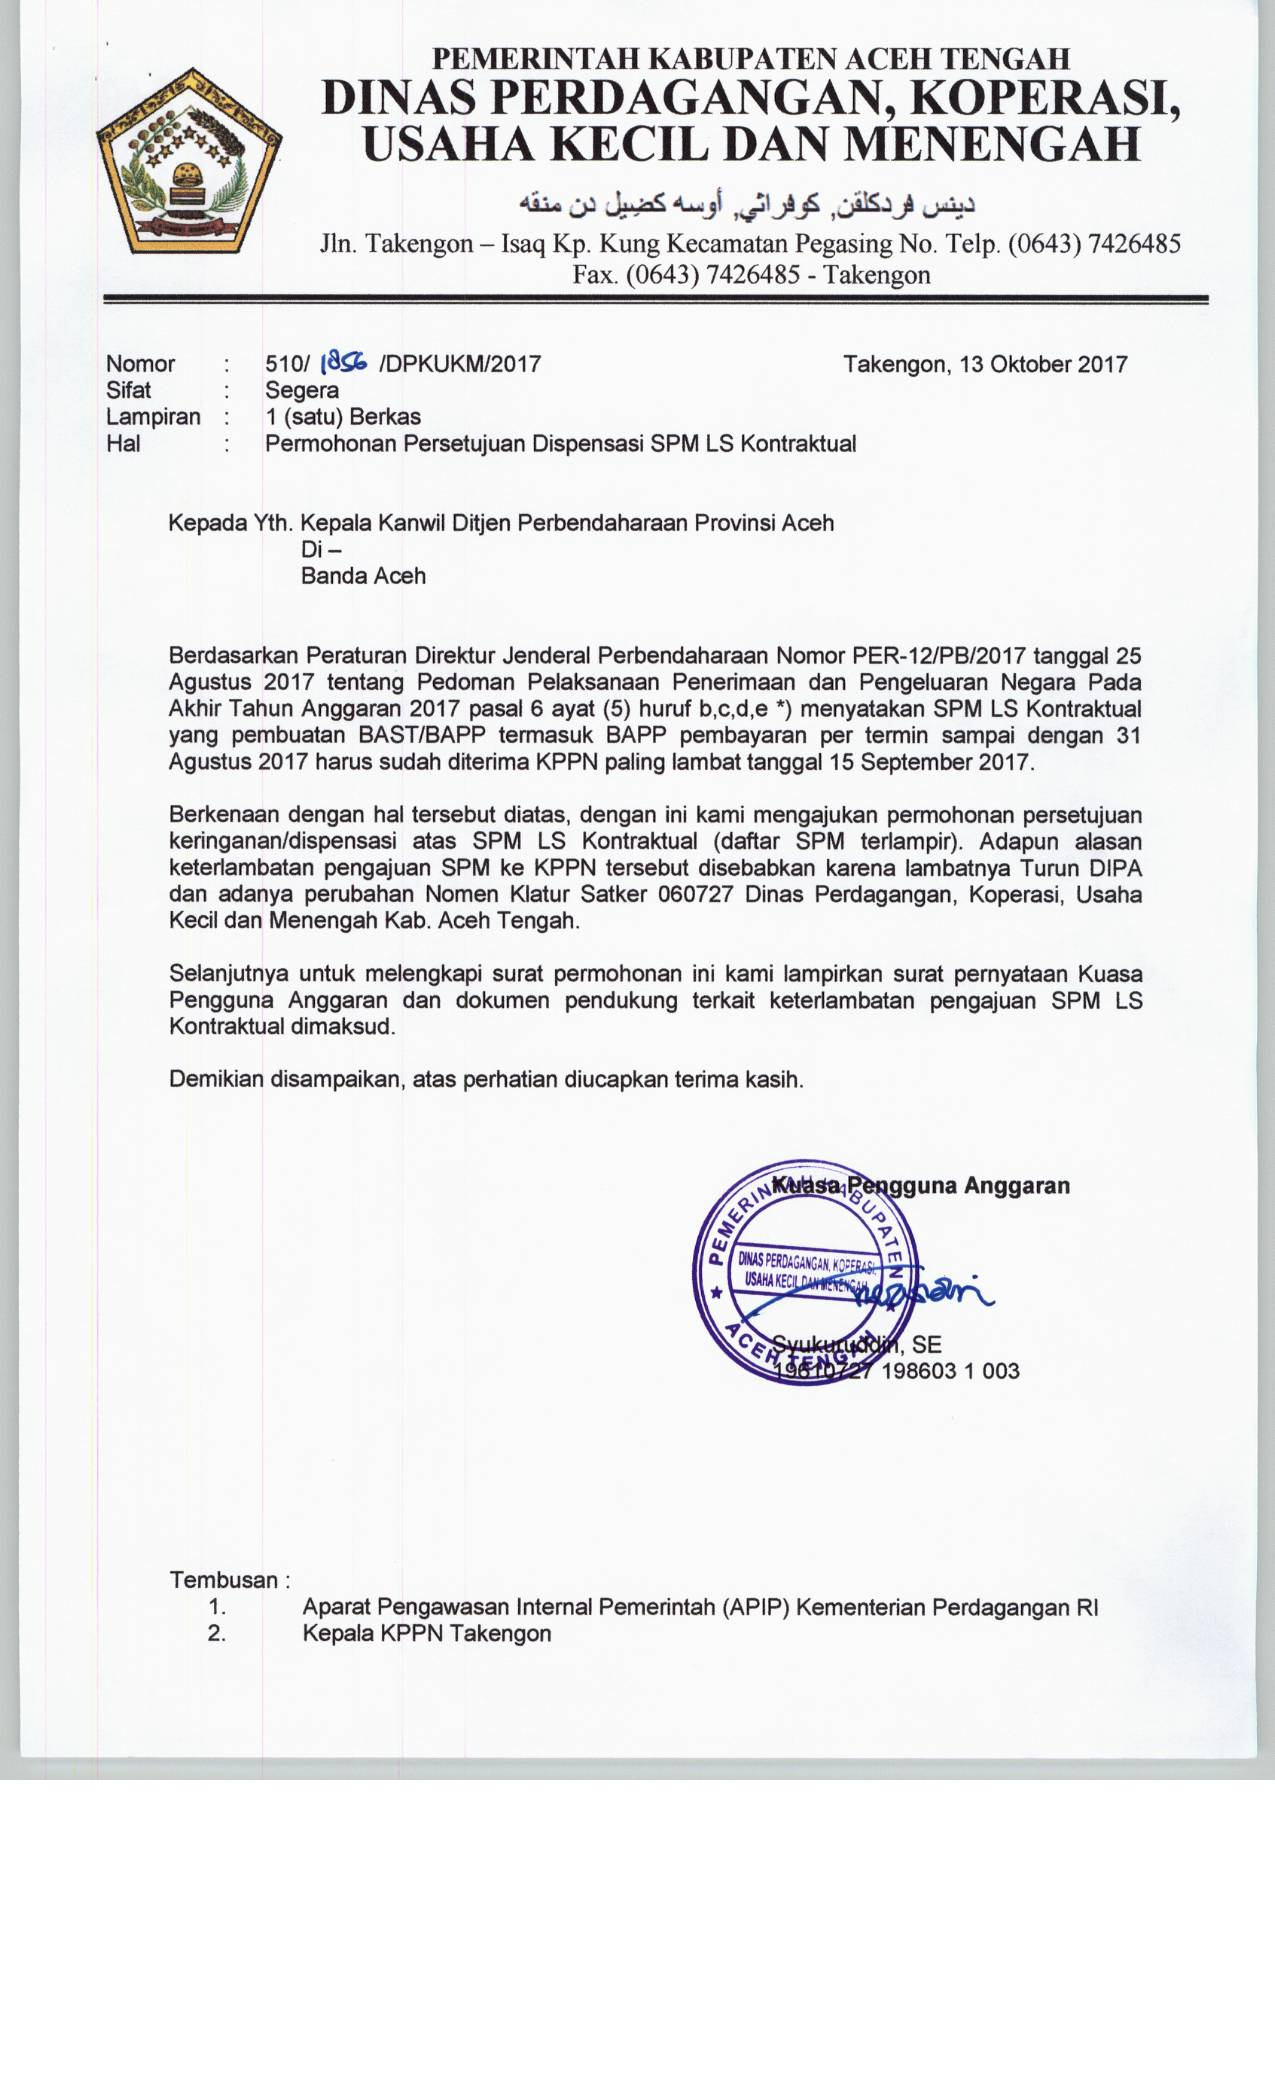 PEMERINTAH KABUPATEN ACEH TENGAH
DINAS PERDAGANGAN, KOPERASI,
USAHA KECIL DAN MENENGAH
دينس فردكلڠن, كوفراثي, أوسه كضيل دن منڠه
Jln. Takengon – Isaq Kp. Kung Kecamatan Pegasing No. Telp. (0643) 7426485
Fax. (0643) 7426485 - Takengon
Nomor : 510/ 1856 /DPKUKM/2017 Takengon, 13 Oktober 2017
Sifat : Segera
Lampiran : 1 (satu) Berkas
Hal : Permohonan Persetujuan Dispensasi SPM LS Kontraktual
Kepada Yth. Kepala Kanwil Ditjen Perbendaharaan Provinsi Aceh
Di –
Banda Aceh
Berdasarkan Peraturan Direktur Jenderal Perbendaharaan Nomor PER-12/PB/2017 tanggal 25
Agustus 2017 tentang Pedoman Pelaksanaan Penerimaan dan Pengeluaran Negara Pada
Akhir Tahun Anggaran 2017 pasal 6 ayat (5) huruf b,c,d,e *) menyatakan SPM LS Kontraktual
yang pembuatan BAST/BAPP termasuk BAPP pembayaran per termin sampai dengan 31
Agustus 2017 harus sudah diterima KPPN paling lambat tanggal 15 September 2017.
Berkenaan dengan hal tersebut diatas, dengan ini kami mengajukan permohonan persetujuan
keringanan/dispensasi atas SPM LS Kontraktual (daftar SPM terlampir). Adapun alasan
keterlambatan pengajuan SPM ke KPPN tersebut disebabkan karena lambatnya Turun DIPA
dan adanya perubahan Nomen Klatur Satker 060727 Dinas Perdagangan, Koperasi, Usaha
Kecil dan Menengah Kab. Aceh Tengah.
Selanjutnya untuk melengkapi surat permohonan ini kami lampirkan surat pernyataan Kuasa
Pengguna Anggaran dan dokumen pendukung terkait keterlambatan pengajuan SPM LS
Kontraktual dimaksud.
Demikian disampaikan, atas perhatian diucapkan terima kasih.
Kuasa Pengguna Anggaran
PEMERINTAH KABUPATEN
DINAS PERDAGANGAN, KOPERASI,
USAHA KECIL DAN MENENGAH
ACEH TENGAH
Syukuruddin, SE
19610727 198603 1 003
Tembusan :
1. Aparat Pengawasan Internal Pemerintah (APIP) Kementerian Perdagangan RI
2. Kepala KPPN Takengon